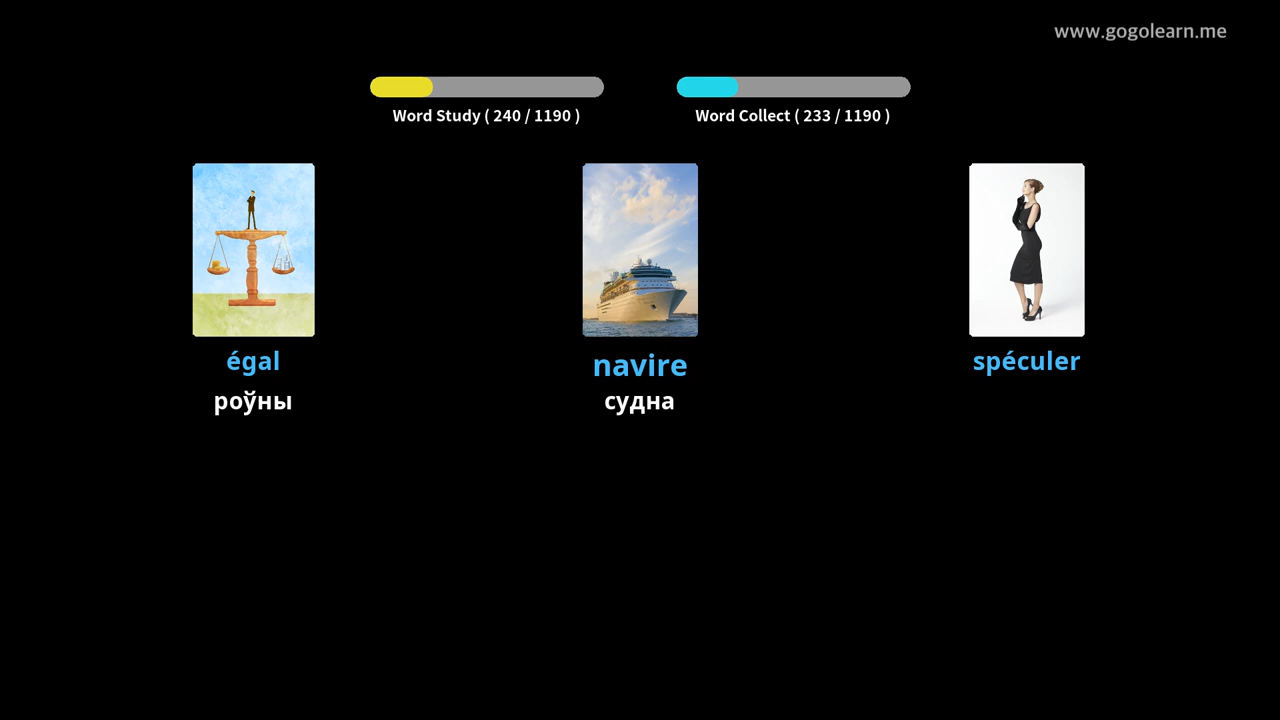 www.gogolearn.me
Word Study ( 240 / 1190 )
Word Collect ( 233 / 1190 )
égal
navire
spéculer
роўны
судна